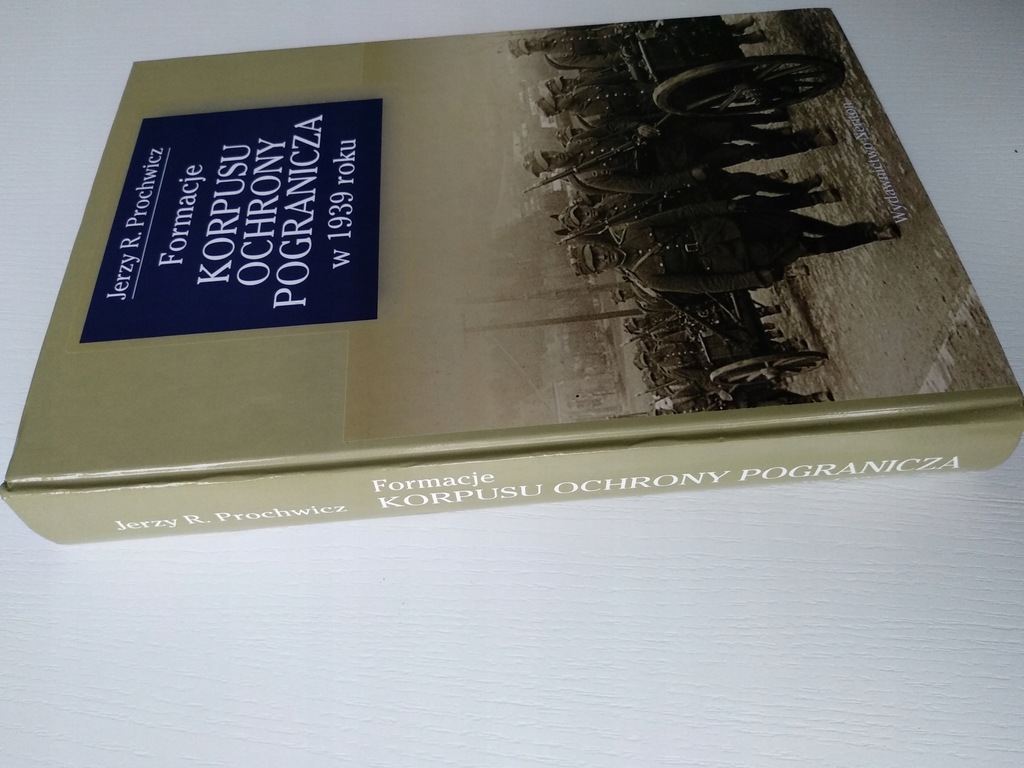 Jerzy R. Prochwicz
Formacje
KORPUSU
OCHRONY
POGRANICZA
w 1939 roku
Wydawnictwo Neriton
Jerzy R. Prochwicz
Formacje
KORPUSU OCHRONY POGRANICZA